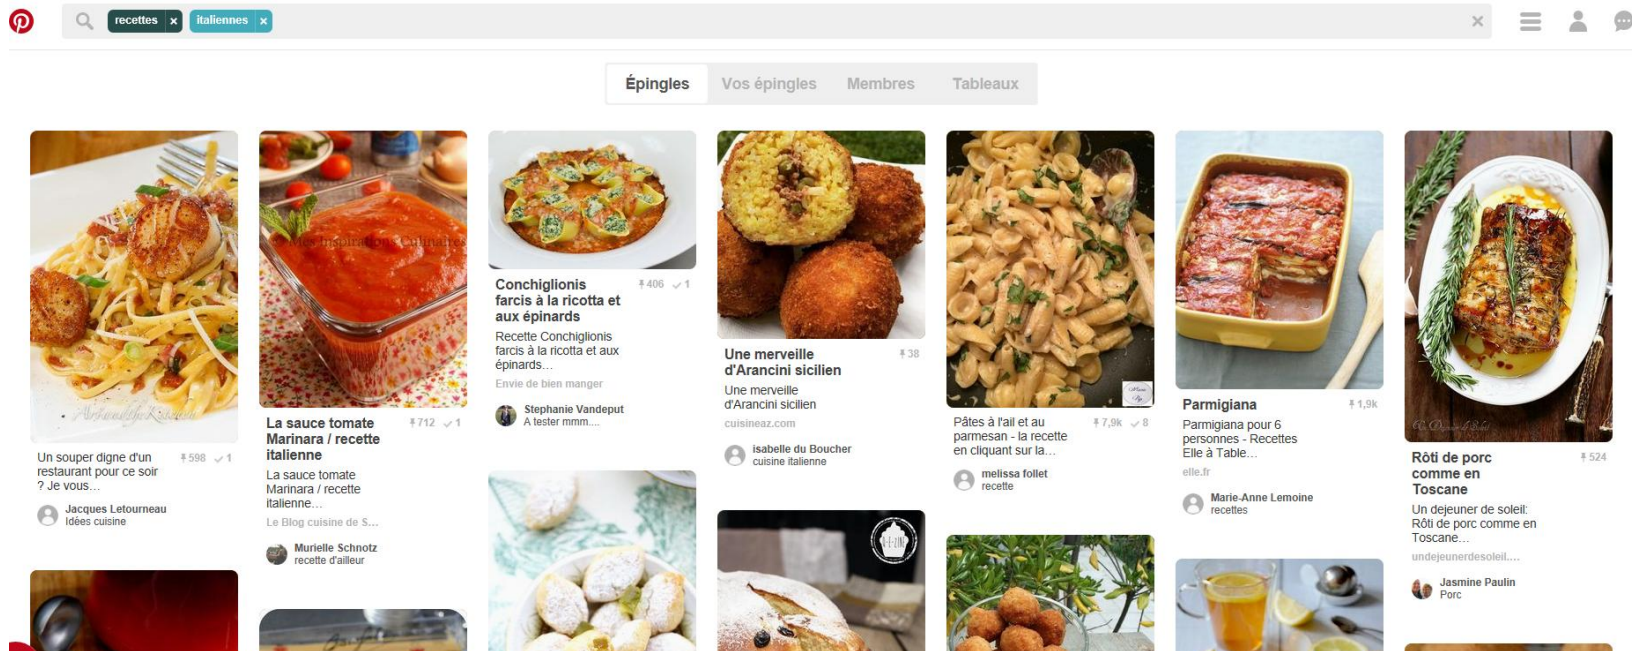 recettes x italiennes x
Épingles Vos épingles Membres Tableaux
Un souper digne d'un
restaurant pour ce soir
? Je vous...
598 1
Jacques Letourneau
Idées cuisine
© Mes Inspirations Culinaires
La sauce tomate
Marinara / recette
italienne
712 1
La sauce tomate
Marinara / recette
italienne...
Le Blog cuisine de S...
Murielle Schnotz
recette d'ailleur
Conchiglionis
farcis à la ricotta et
aux épinards
406 1
Recette Conchiglionis
farcis à la ricotta et aux
épinards...
Envie de bien manger
Stephanie Vandeput
A tester mmm....
Une merveille
d'Arancini sicilien
38
Une merveille
d'Arancini sicilien
cuisineaz.com
isabelle du Boucher
cuisine italienne
Pâtes à l'ail et au
parmesan - la recette
en cliquant sur la...
7,9k 8
melissa follet
recette
Parmigiana
1,9k
Parmigiana pour 6
personnes - Recettes
Elle à Table...
elle.fr
Marie-Anne Lemoine
recettes
Un Dejeuner de Soleil
Rôti de porc
comme en
Toscane
524
Un dejeuner de soleil:
Rôti de porc comme en
Toscane...
undejeunerdesoleil....
Jasmine Paulin
Porc